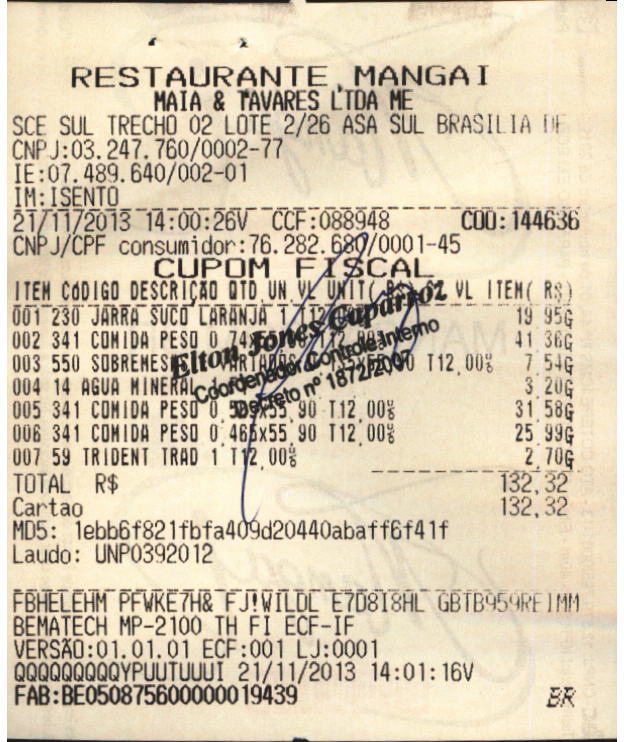 RESTAURANTE MANGAI
MAIA & TAVARES LTDA ME
SCE SUL TRECHO 02 LOTE 2/26 ASA SUL BRASILIA DF
CNPJ:03.247.760/0002-77
IE:07.489.640/002-01
IM:ISENTO
21/11/2013 14:00:26V CCF:088948 COO:144636
CNPJ/CPF consumidor:76.282.680/0001-45
CUPOM FISCAL
ITEM CÓDIGO DESCRIÇÃO QTD UN VL UNIT( R$) ST VL ITEM( R$)
001 230 JARRA SUCO LARANJA 1 T12,00% 19,95G
002 341 COMIDA PESO 0,74 41,36G
003 550 T12,00% 7,54G
004 14 AGUA MINERAL 3,20G
005 341 COMIDA PESO 55,90 T12,00% 31,58G
006 341 COMIDA PESO 0,465x55,90 T12,00% 25,99G
007 59 TRIDENT TRAD 1 T12,00% 2,70G
Elton Jones Caparroz
Coordenador Controle Interno
Decreto nº 1872/2007
TOTAL R$ 132,32
Cartao 132,32
MD5: 1ebb6f821fbfa409d20440abaff6f41f
Laudo: UNP0392012
FBHELEHM PFWKE7H& FJ!WILDL E7D8I8HL GBTB959REIMM
BEMATECH MP-2100 TH FI ECF-IF
VERSÃO:01.01.01 ECF:001 LJ:0001
QQQQQQQQQYPUUTUUUI 21/11/2013 14:01:16V
FAB:BE050875600000019439 BR